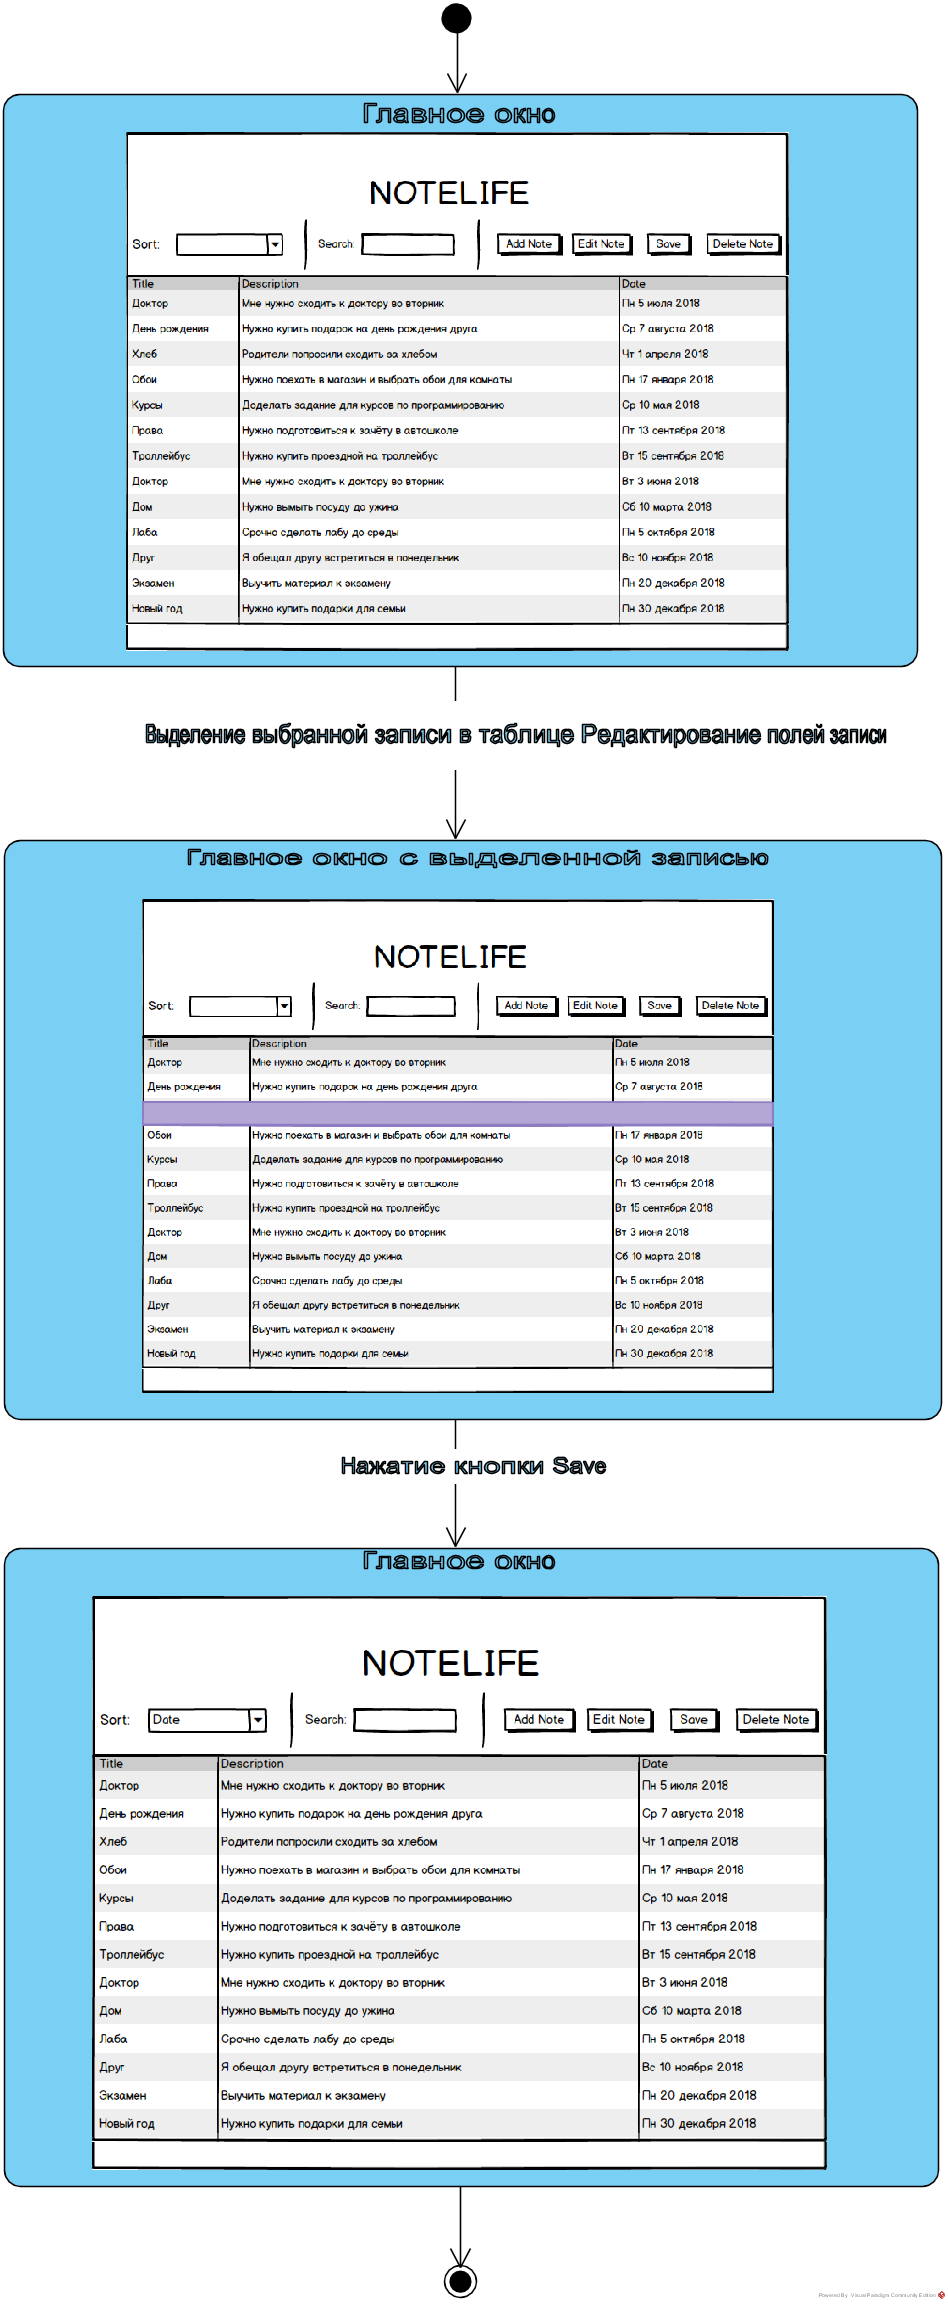 Главное окно
NOTELIFE
Sort: Search: Add Note Edit Note Save Delete Note
Title Description Date
Доктор Мне нужно сходить к доктору во вторник Пн 5 июля 2018
День рождения Нужно купить подарок на день рождения друга Ср 7 августа 2018
Хлеб Родители попросили сходить за хлебом Чт 1 апреля 2018
Обои Нужно поехать в магазин и выбрать обои для комнаты Пн 17 января 2018
Курсы Доделать задание для курсов по программированию Ср 10 мая 2018
Права Нужно подготовиться к зачёту в автошколе Пт 13 сентября 2018
Троллейбус Нужно купить проездной на троллейбус Вт 15 сентября 2018
Доктор Мне нужно сходить к доктору во вторник Вт 3 июня 2018
Дом Нужно вымыть посуду до ужина Сб 10 марта 2018
Лаба Срочно сделать лабу до среды Пн 5 октября 2018
Друг Я обещал другу встретиться в понедельник Вс 10 ноября 2018
Экзамен Выучить материал к экзамену Пн 20 декабря 2018
Новый год Нужно купить подарки для семьи Пн 30 декабря 2018
Выделение выбранной записи в таблице Редактирование полей записи
Главное окно с выделенной записью
NOTELIFE
Sort: Search: Add Note Edit Note Save Delete Note
Title Description Date
Доктор Мне нужно сходить к доктору во вторник Пн 5 июля 2018
День рождения Нужно купить подарок на день рождения друга Ср 7 августа 2018
Обои Нужно поехать в магазин и выбрать обои для комнаты Пн 17 января 2018
Курсы Доделать задание для курсов по программированию Ср 10 мая 2018
Права Нужно подготовиться к зачёту в автошколе Пт 13 сентября 2018
Троллейбус Нужно купить проездной на троллейбус Вт 15 сентября 2018
Доктор Мне нужно сходить к доктору во вторник Вт 3 июня 2018
Дом Нужно вымыть посуду до ужина Сб 10 марта 2018
Лаба Срочно сделать лабу до среды Пн 5 октября 2018
Друг Я обещал другу встретиться в понедельник Вс 10 ноября 2018
Экзамен Выучить материал к экзамену Пн 20 декабря 2018
Новый год Нужно купить подарки для семьи Пн 30 декабря 2018
Нажатие кнопки Save
Главное окно
NOTELIFE
Sort: Date Search: Add Note Edit Note Save Delete Note
Title Description Date
Доктор Мне нужно сходить к доктору во вторник Пн 5 июля 2018
День рождения Нужно купить подарок на день рождения друга Ср 7 августа 2018
Хлеб Родители попросили сходить за хлебом Чт 1 апреля 2018
Обои Нужно поехать в магазин и выбрать обои для комнаты Пн 17 января 2018
Курсы Доделать задание для курсов по программированию Ср 10 мая 2018
Права Нужно подготовиться к зачёту в автошколе Пт 13 сентября 2018
Троллейбус Нужно купить проездной на троллейбус Вт 15 сентября 2018
Доктор Мне нужно сходить к доктору во вторник Вт 3 июня 2018
Дом Нужно вымыть посуду до ужина Сб 10 марта 2018
Лаба Срочно сделать лабу до среды Пн 5 октября 2018
Друг Я обещал другу встретиться в понедельник Вс 10 ноября 2018
Экзамен Выучить материал к экзамену Пн 20 декабря 2018
Новый год Нужно купить подарки для семьи Пн 30 декабря 2018
Powered By Visual Paradigm Community Edition